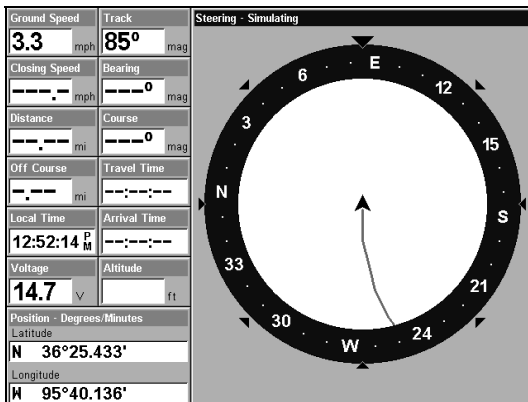 Ground Speed
3.3 mph
Track
85° mag
Closing Speed
---.- mph
Bearing
---° mag
Distance
--.-- mi
Course
---° mag
Off Course
-.-- mi
Travel Time
--:--:--
Local Time
12:52:14 PM
Arrival Time
--:--:--
Voltage
14.7 V
Altitude
ft
Position - Degrees/Minutes
Latitude
N 36°25.433'
Longitude
W 95°40.136'
Steering - Simulating
E
12
15
S
21
24
W
30
33
N
3
6